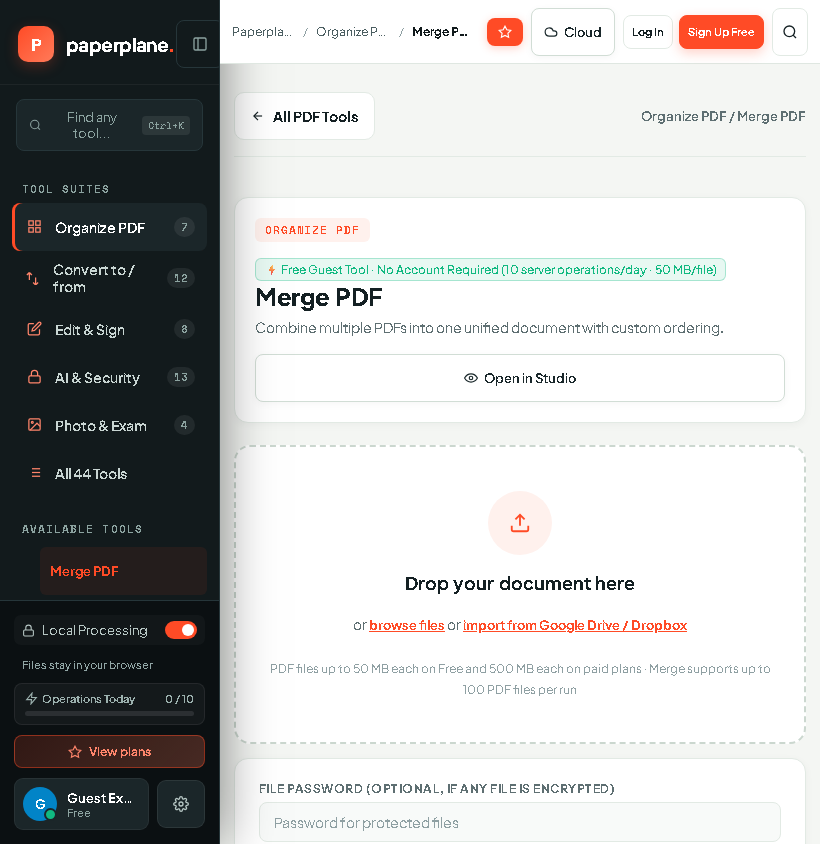 P paperplane.
Find any tool... Ctrl+K
TOOL SUITES
Organize PDF 7
Convert to / from 12
Edit & Sign 8
AI & Security 13
Photo & Exam 4
All 44 Tools
AVAILABLE TOOLS
Merge PDF
Local Processing
Files stay in your browser
Operations Today 0 / 10
View plans
G Guest Ex...
Free
Papierpla... / Organize P... / Merge P...
Cloud
Log In
Sign Up Free
All PDF Tools
Organize PDF / Merge PDF
ORGANIZE PDF
Free Guest Tool · No Account Required (10 server operations/day · 50 MB/file)
Merge PDF
Combine multiple PDFs into one unified document with custom ordering.
Open in Studio
Drop your document here
or browse files or import from Google Drive / Dropbox
PDF files up to 50 MB each on Free and 500 MB each on paid plans · Merge supports up to
100 PDF files per run
FILE PASSWORD (OPTIONAL, IF ANY FILE IS ENCRYPTED)
Password for protected files